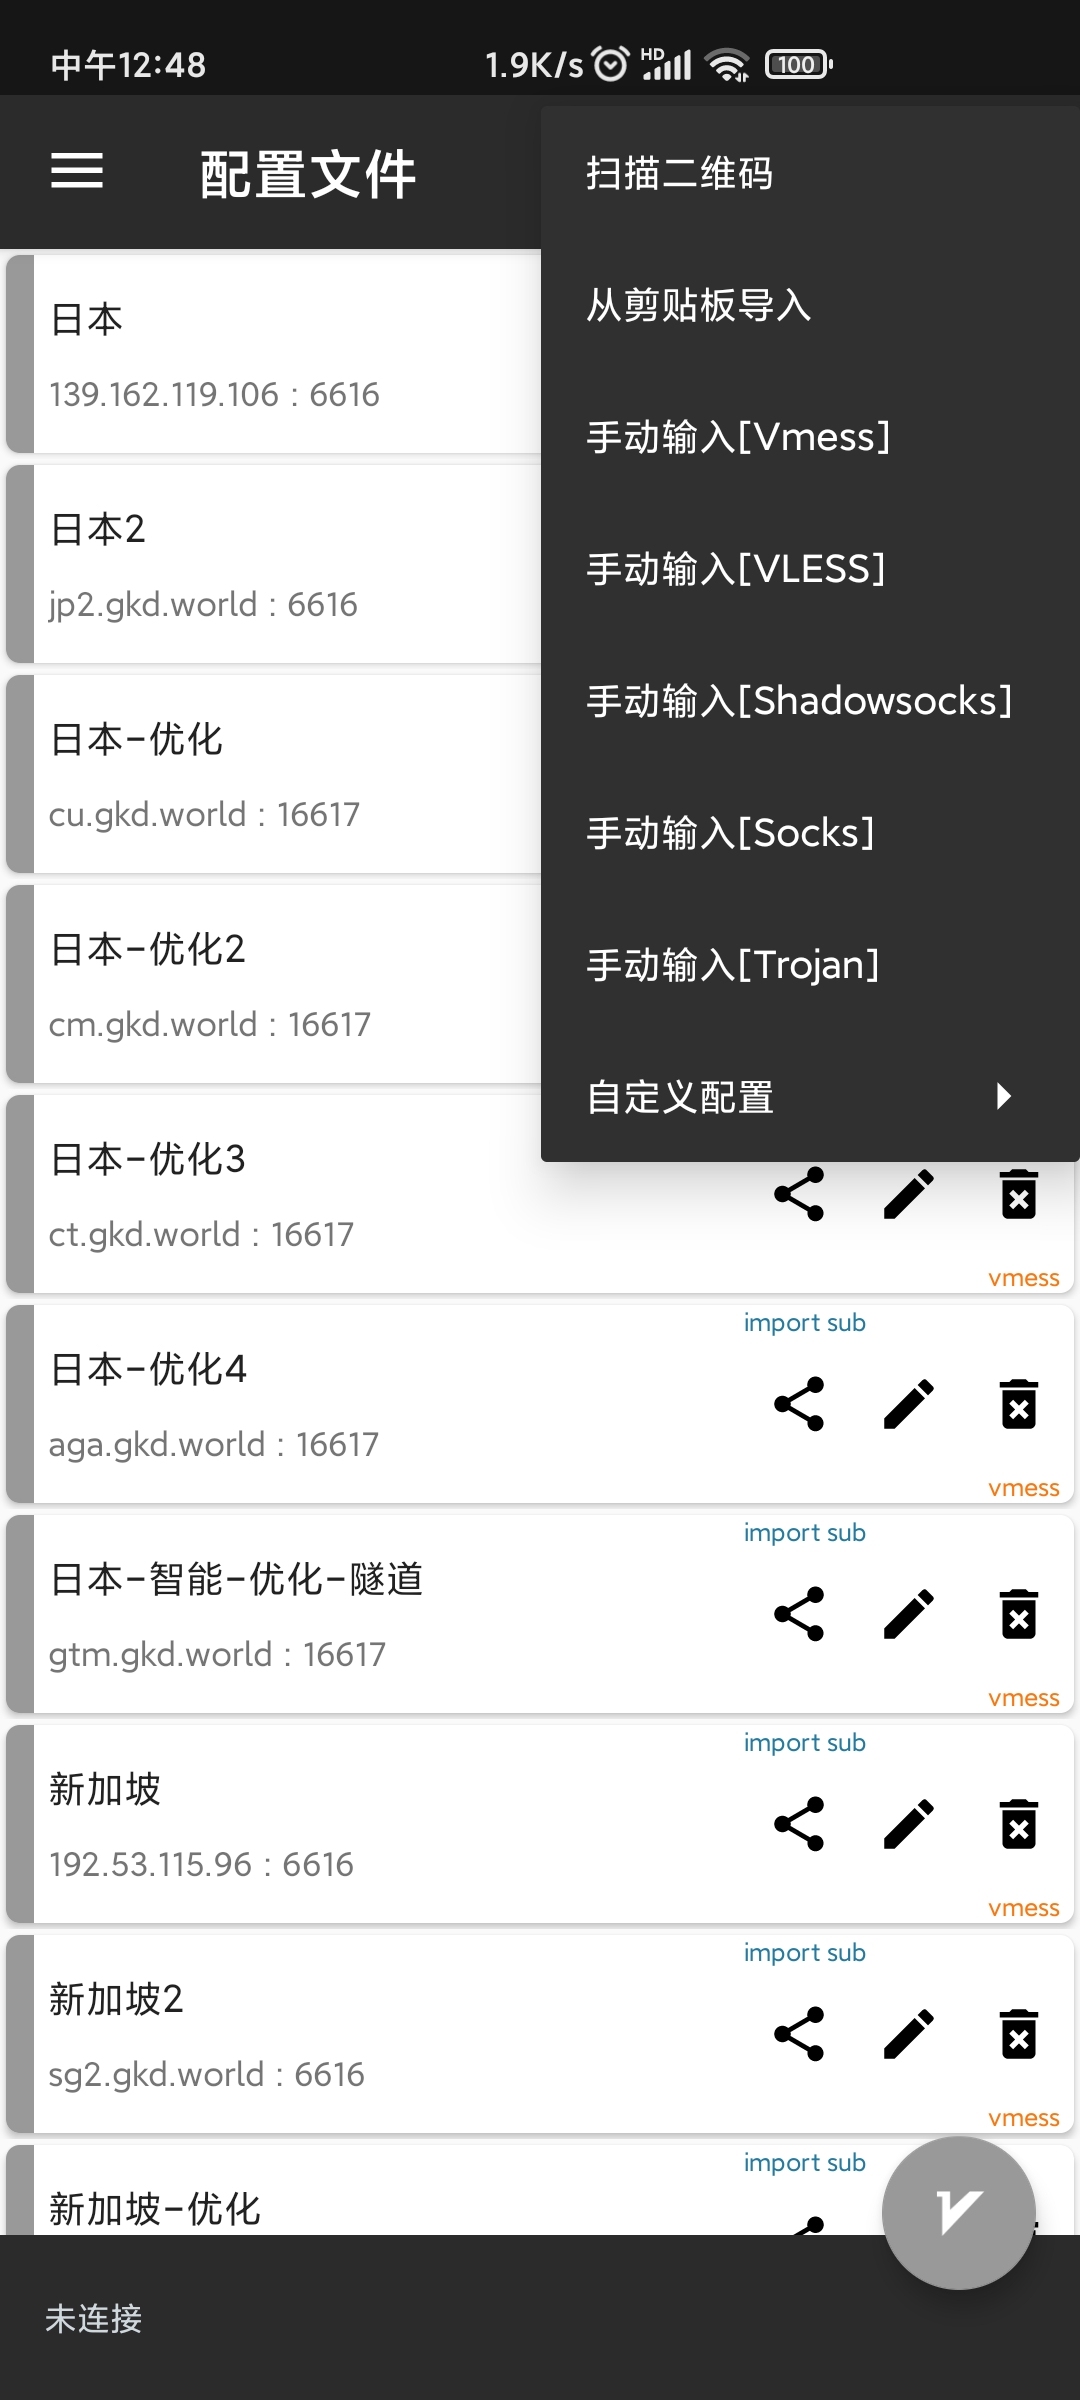 中午12:48
1.9K/s
HD
100
配置文件
扫描二维码
从剪贴板导入
手动输入[Vmess]
手动输入[VLESS]
手动输入[Shadowsocks]
手动输入[Socks]
手动输入[Trojan]
自定义配置
日本
139.162.119.106 : 6616
日本2
jp2.gkd.world : 6616
日本-优化
cu.gkd.world : 16617
日本-优化2
cm.gkd.world : 16617
日本-优化3
ct.gkd.world : 16617
vmess
import sub
日本-优化4
aga.gkd.world : 16617
vmess
import sub
日本-智能-优化-隧道
gtm.gkd.world : 16617
vmess
import sub
新加坡
192.53.115.96 : 6616
vmess
import sub
新加坡2
sg2.gkd.world : 6616
vmess
import sub
新加坡-优化
未连接